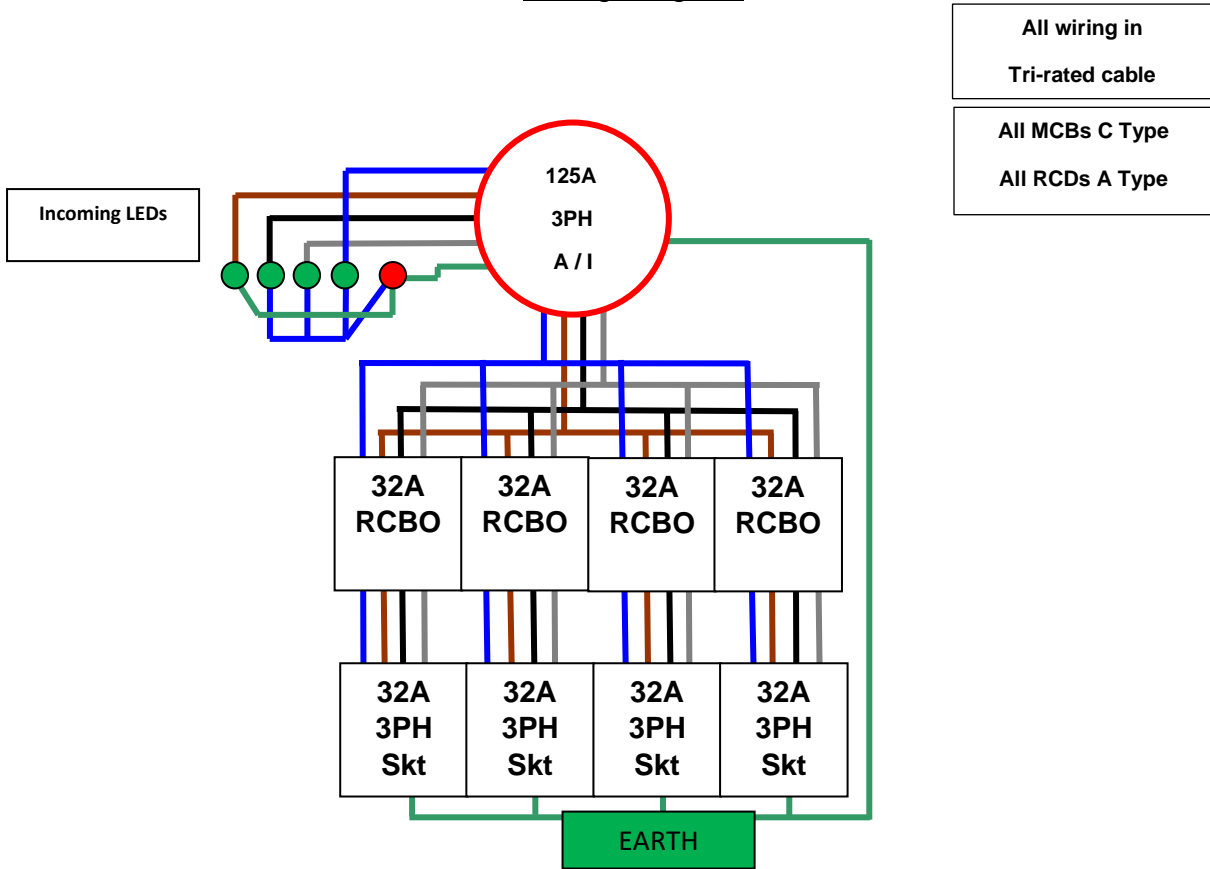 All wiring in
Tri-rated cable
All MCBs C Type
All RCDs A Type
Incoming LEDs
125A
3PH
A / I
32A
RCBO
32A
RCBO
32A
RCBO
32A
RCBO
32A
3PH
Skt
32A
3PH
Skt
32A
3PH
Skt
32A
3PH
Skt
EARTH